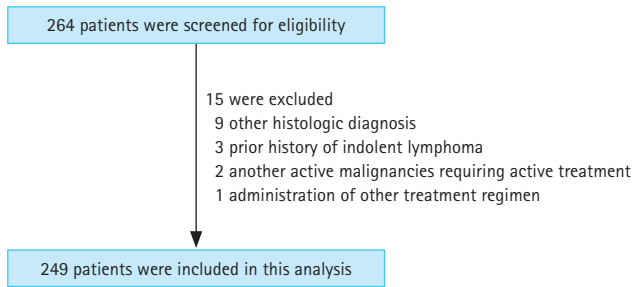 264 patients were screened for eligibility
15 were excluded
9 other histologic diagnosis
3 prior history of indolent lymphoma
2 another active malignancies requiring active treatment
1 administration of other treatment regimen
249 patients were included in this analysis